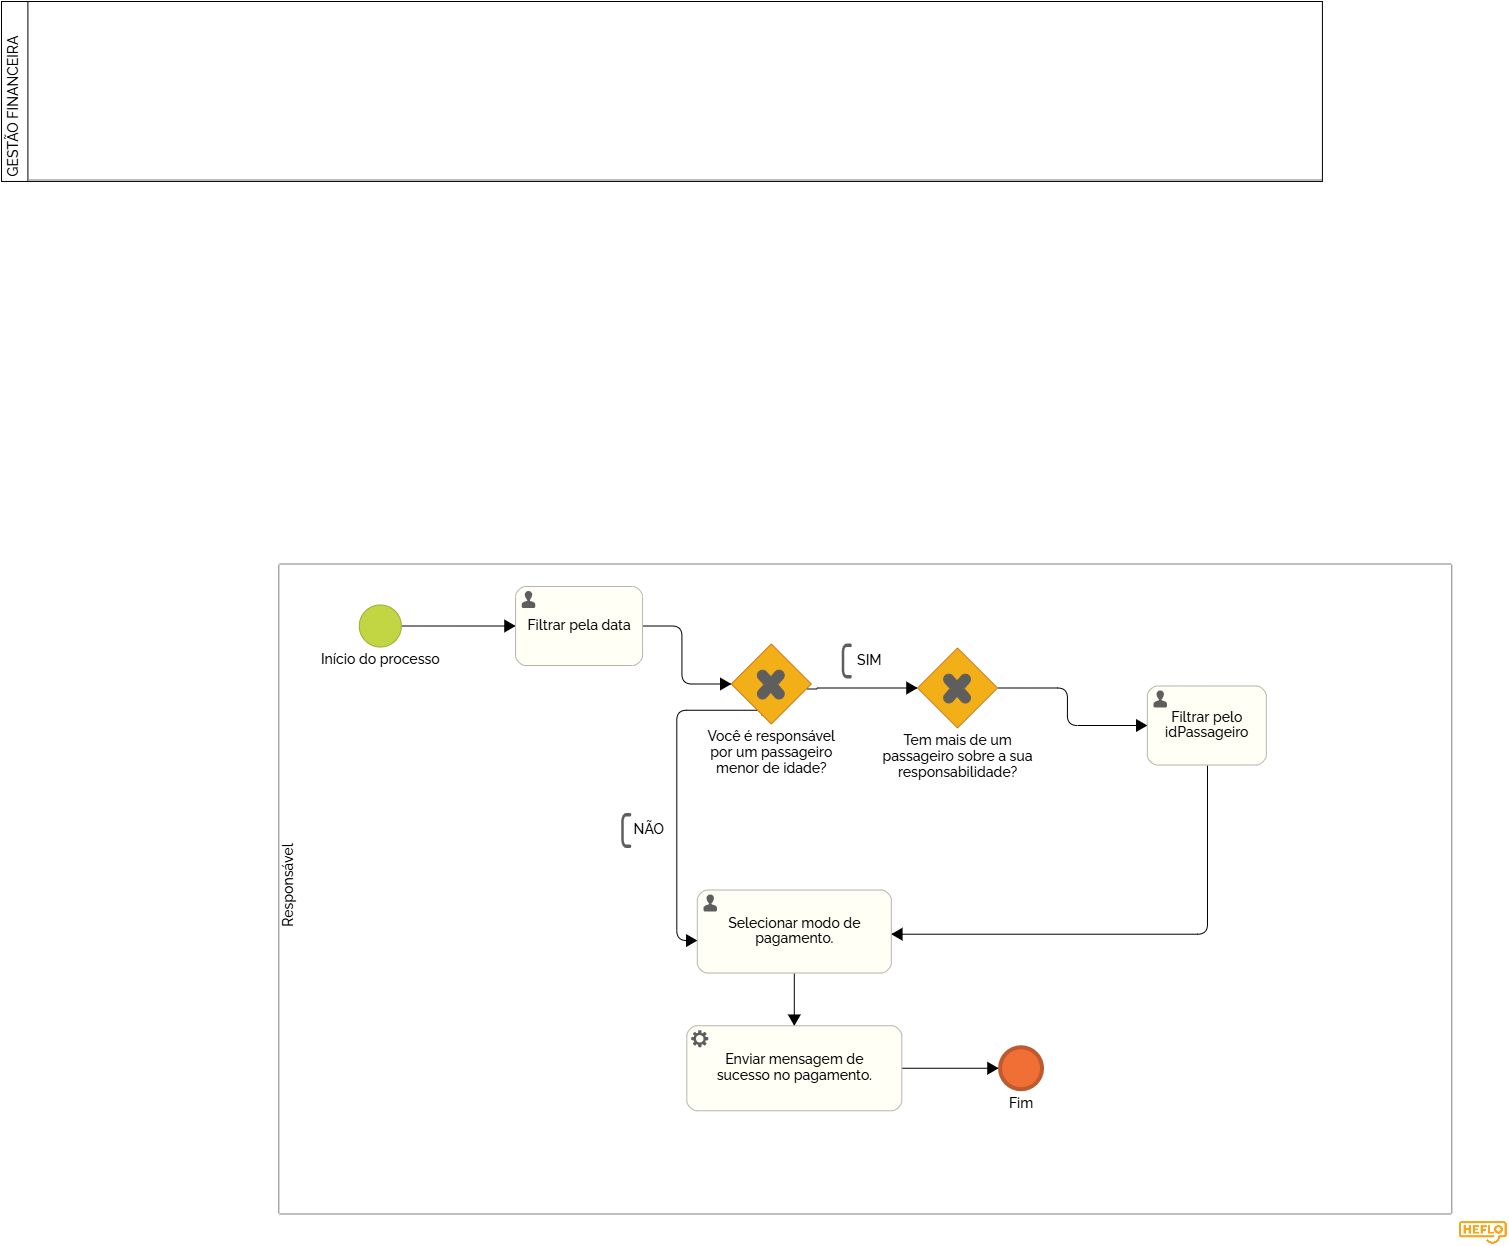 GESTÃO FINANCEIRA
Responsável
Início do processo
Filtrar pela data
Você é responsável
por um passageiro
menor de idade?
SIM
Tem mais de um
passageiro sobre a sua
responsabilidade?
Filtrar pelo
idPassageiro
NÃO
Selecionar modo de
pagamento.
Enviar mensagem de
sucesso no pagamento.
Fim
HEFLO